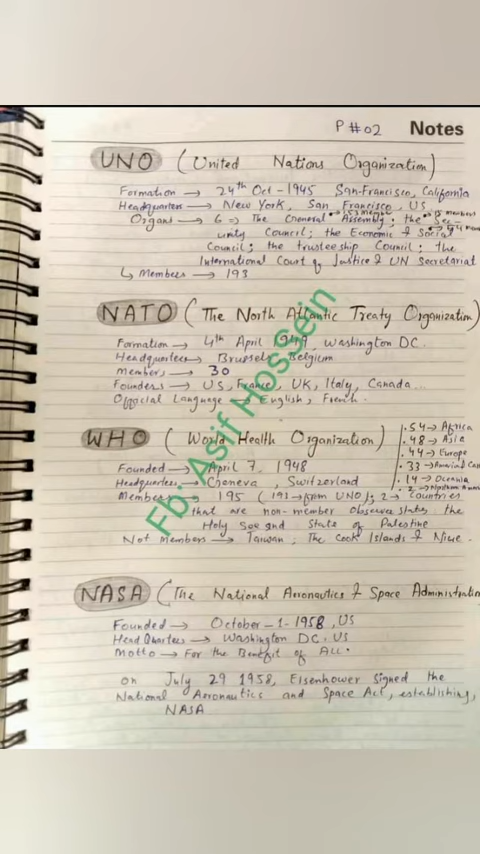 P#02 Notes
UNO (United Nations Organization)
Formation → 24th Oct - 1945 San-Francisco, California
Headquarters → New York, San Francisco, US
Organs → 6 => The General Assembly; the Sec-
urity Council; the Economic & Social
Council; the trusteeship Council; the
International Court of Justice & UN Secretariat
↳ Members → 193
NATO (The North Atlantic Treaty Organization)
Formation → 4th April 1949, Washington DC.
Headquarters → Brussels, Belgium
Members → 30
Founders → US, France, UK, Italy, Canada...
Official Language → English, French.
. 54 → Africa
. 48 → Asia
. 44 → Europe
. 33 →
. 14 → Oceania
. 2 →
WHO (World Health Organization)
Founded → April 7, 1948
Headquarters → Geneva, Switzerland
Members → 195 (193 → from UNO); 2 → Countries
that are non-member observer states, the
Holy See and State of Palestine
Not Members → Taiwan; The Cook Islands & Niue.
NASA (The National Aeronautics & Space Administration
Founded → October - 1 - 1958, US
Head Quarters → Washington DC. US
Motto → For the Benefit of ALL.
on July 29 1958, Eisenhower signed the
National Aeronautics and Space Act, establishing,
NASA
Fb: Asif Hossein